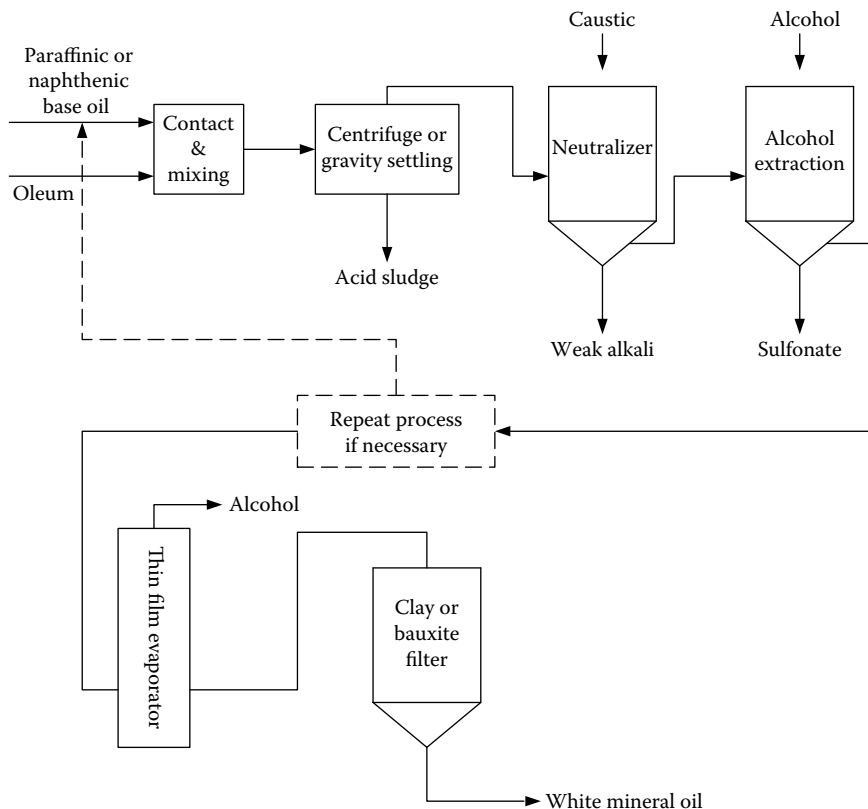 Paraffinic or
naphthenic
base oil
Oleum
Contact
&
mixing
Centrifuge or
gravity settling
Acid sludge
Caustic
Neutralizer
Weak alkali
Alcohol
Alcohol
extraction
Sulfonate
Repeat process
if necessary
Alcohol
Thin film evaporator
Clay or
bauxite
filter
White mineral oil